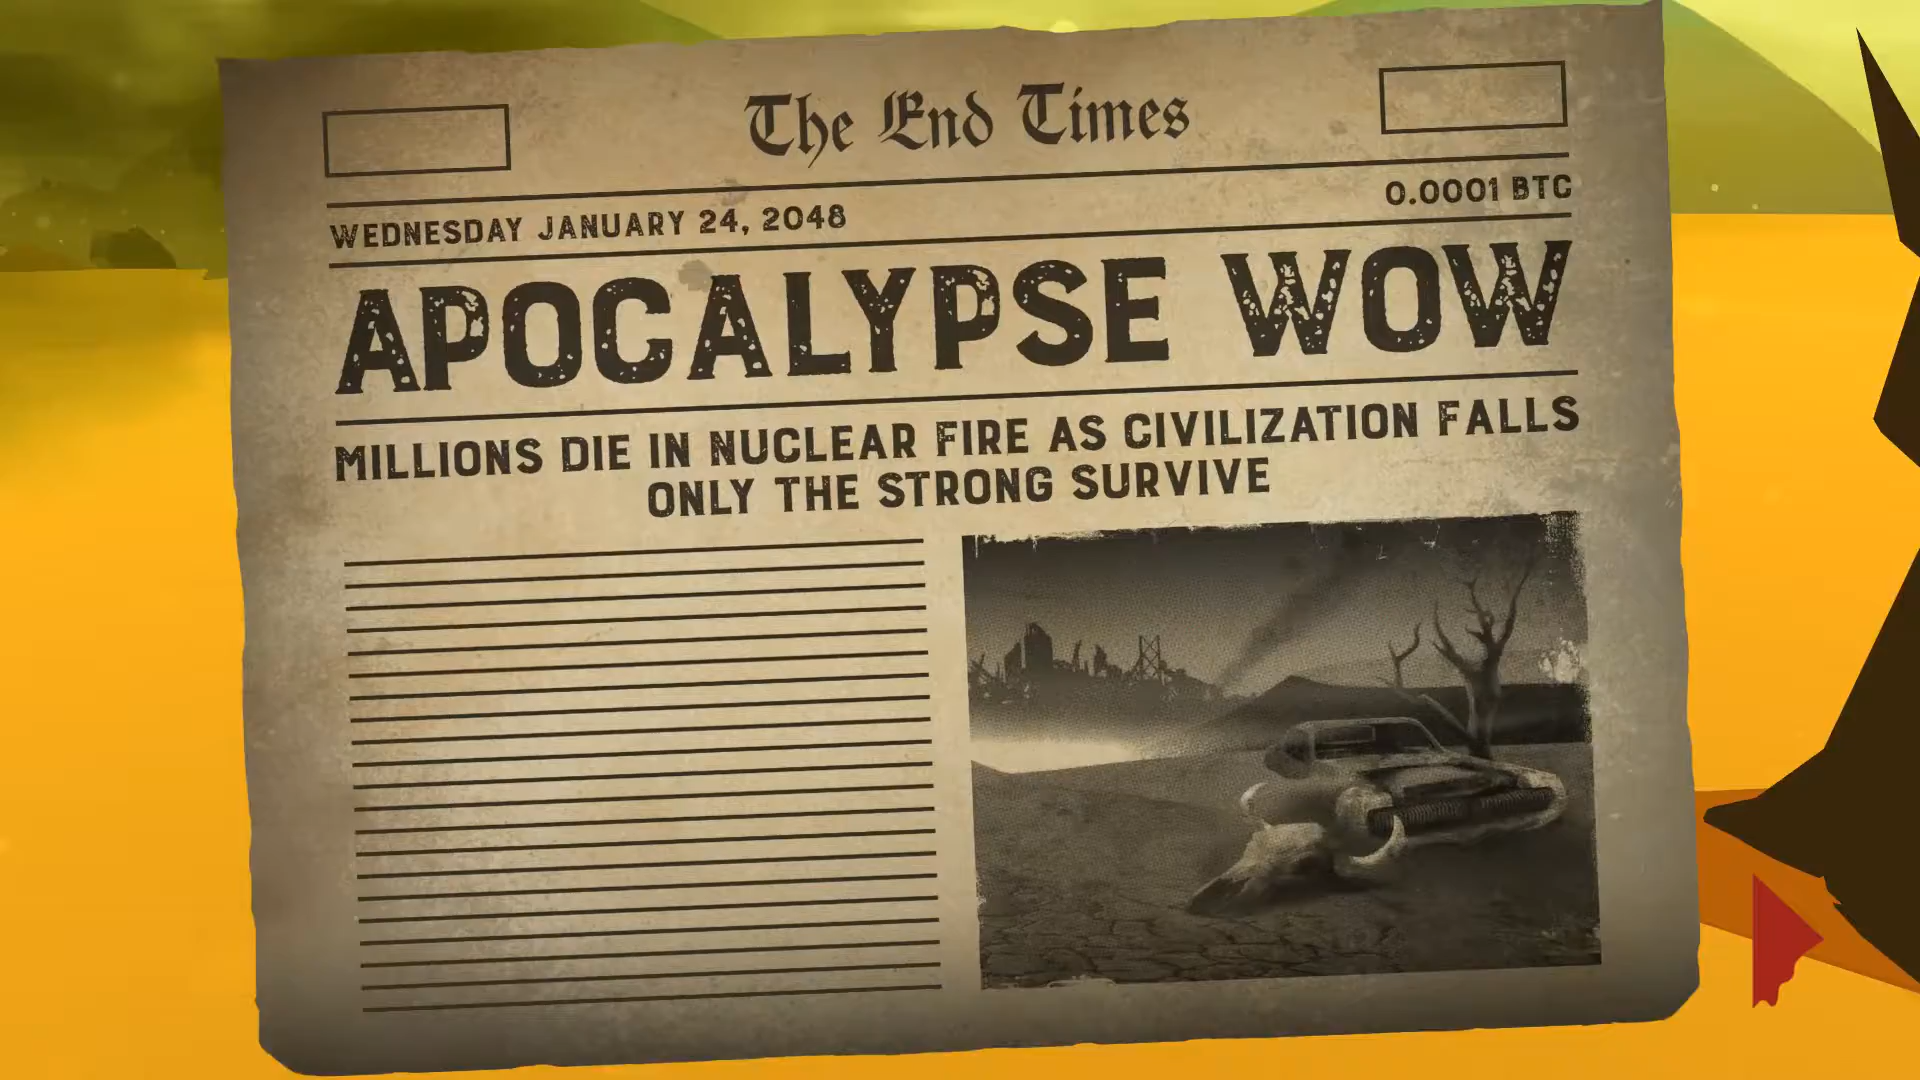 The End Times
WEDNESDAY JANUARY 24, 2048
0.0001 BTC
APOCALYPSE WOW
MILLIONS DIE IN NUCLEAR FIRE AS CIVILIZATION FALLS
ONLY THE STRONG SURVIVE